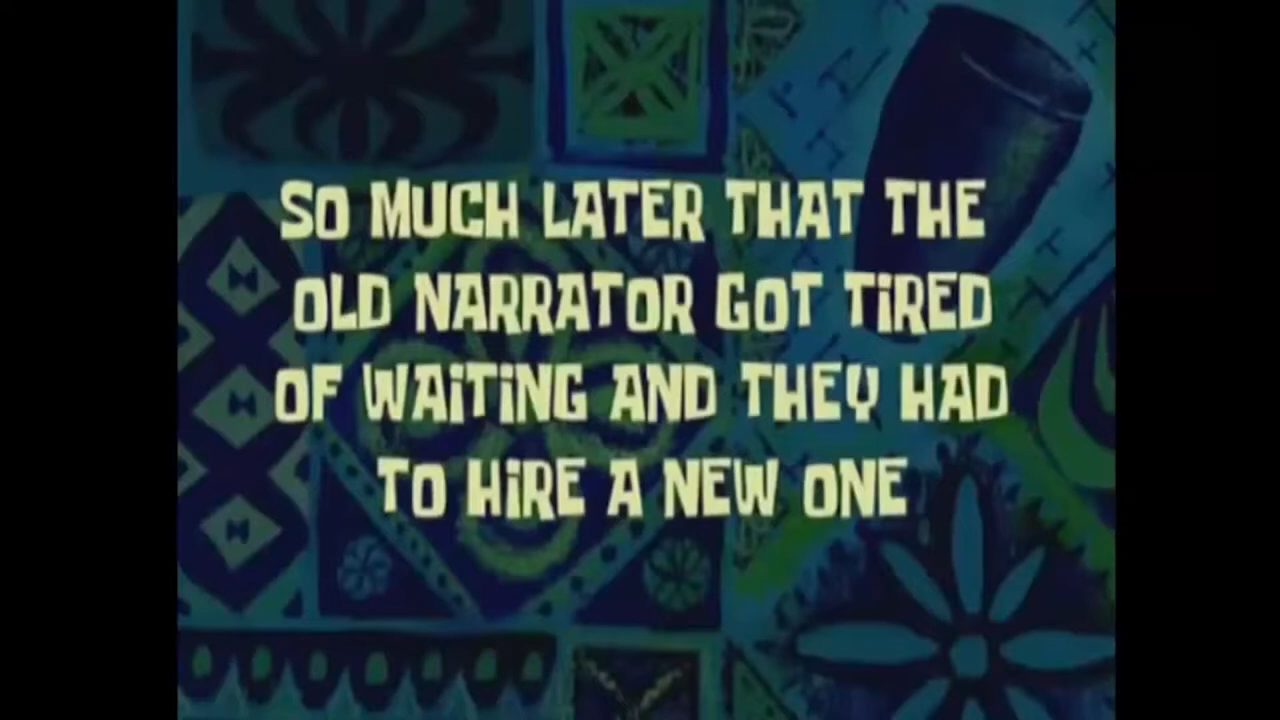 SO MUCH LATER THAT THE
OLD NARRATOR GOT TIRED
OF WAITING AND THEY HAD
TO HIRE A NEW ONE